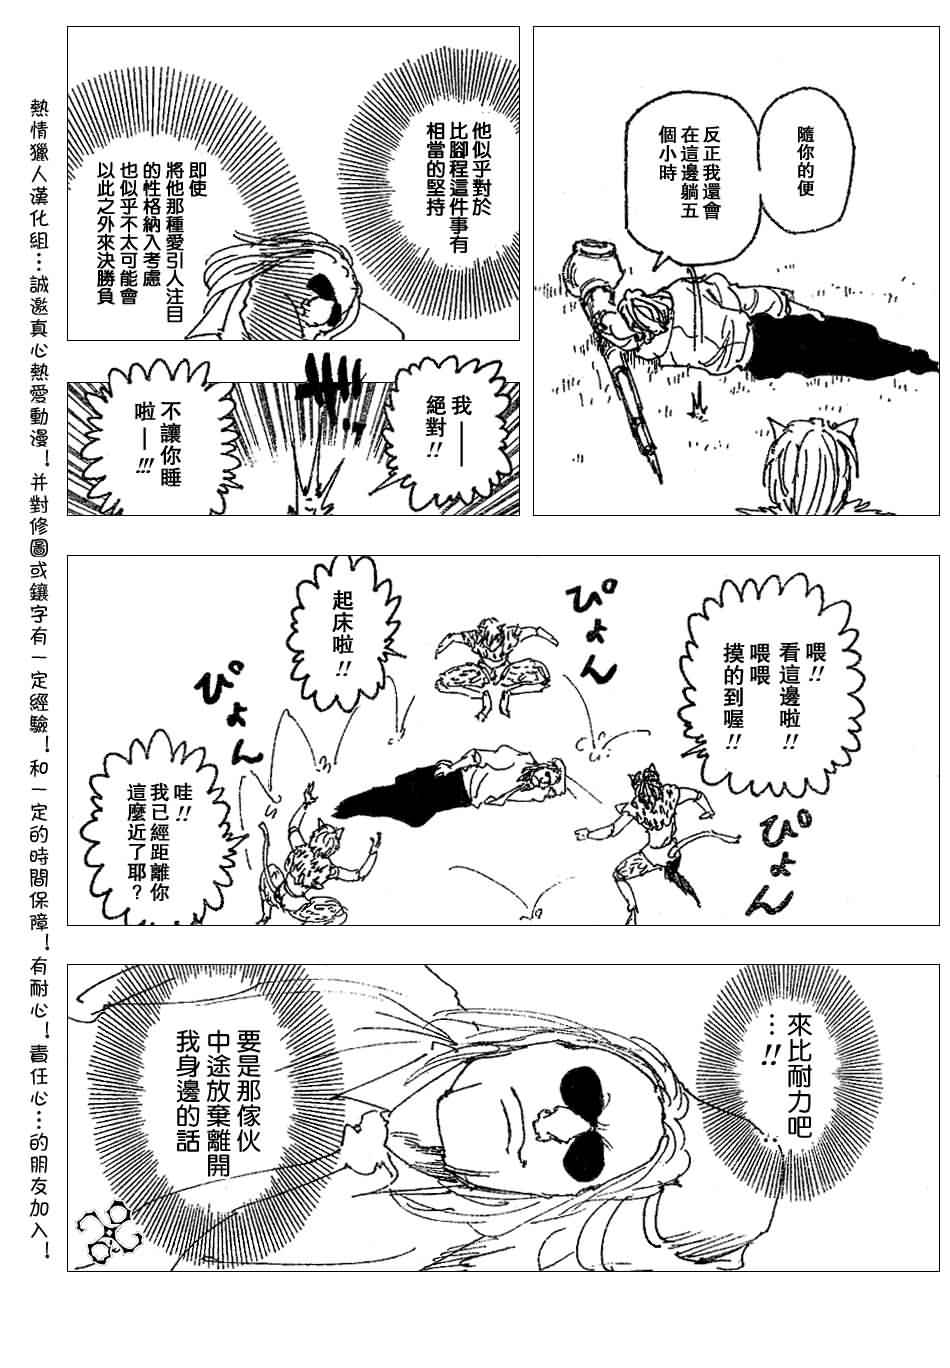 隨你的便
反正我還會
在這邊躺五
個小時
他似乎對於
比腳程這件事有
相當的堅持
即使
將他那種愛引人注目
的性格納入考慮
也似乎不太可能會
以此之外來決勝負
我——
絕對!!
不讓你睡
啦——!!!
喂!!
看這邊啦!!
喂喂
摸的到喔!!
ぴょん
起床啦!!
ぴょん
ぴょん
哇!!
我已經距離你
這麼近了耶?
來比耐力吧
…!!
要是那傢伙
中途放棄離開
我身邊的話
…
熱情獵人漢化組…誠邀真心熱愛動漫!并對修圖或鑲字有一定經驗!和一定的時間保障!有耐心!責任心…的朋友加入!